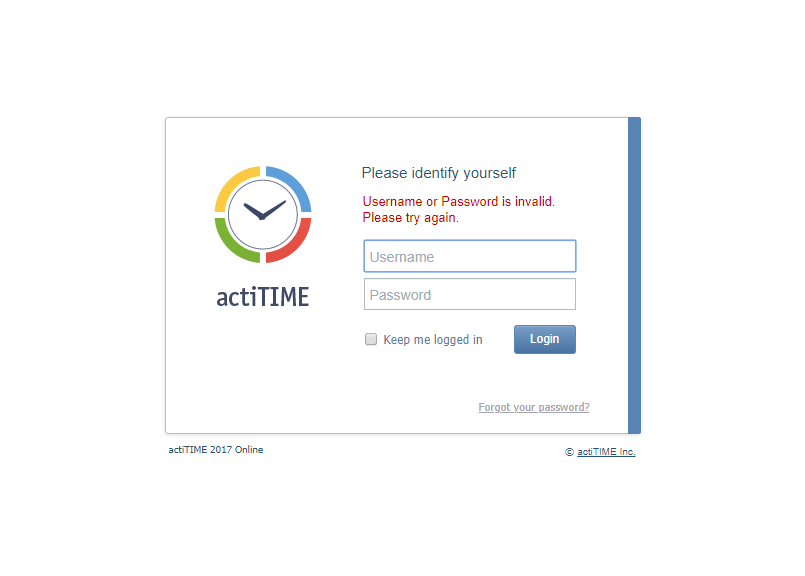 Please identify yourself
Username or Password is invalid.
Please try again.
Username
actiTIME
Password
Keep me logged in
Login
Forgot your password?
actiTIME 2017 Online
© actiTIME Inc.